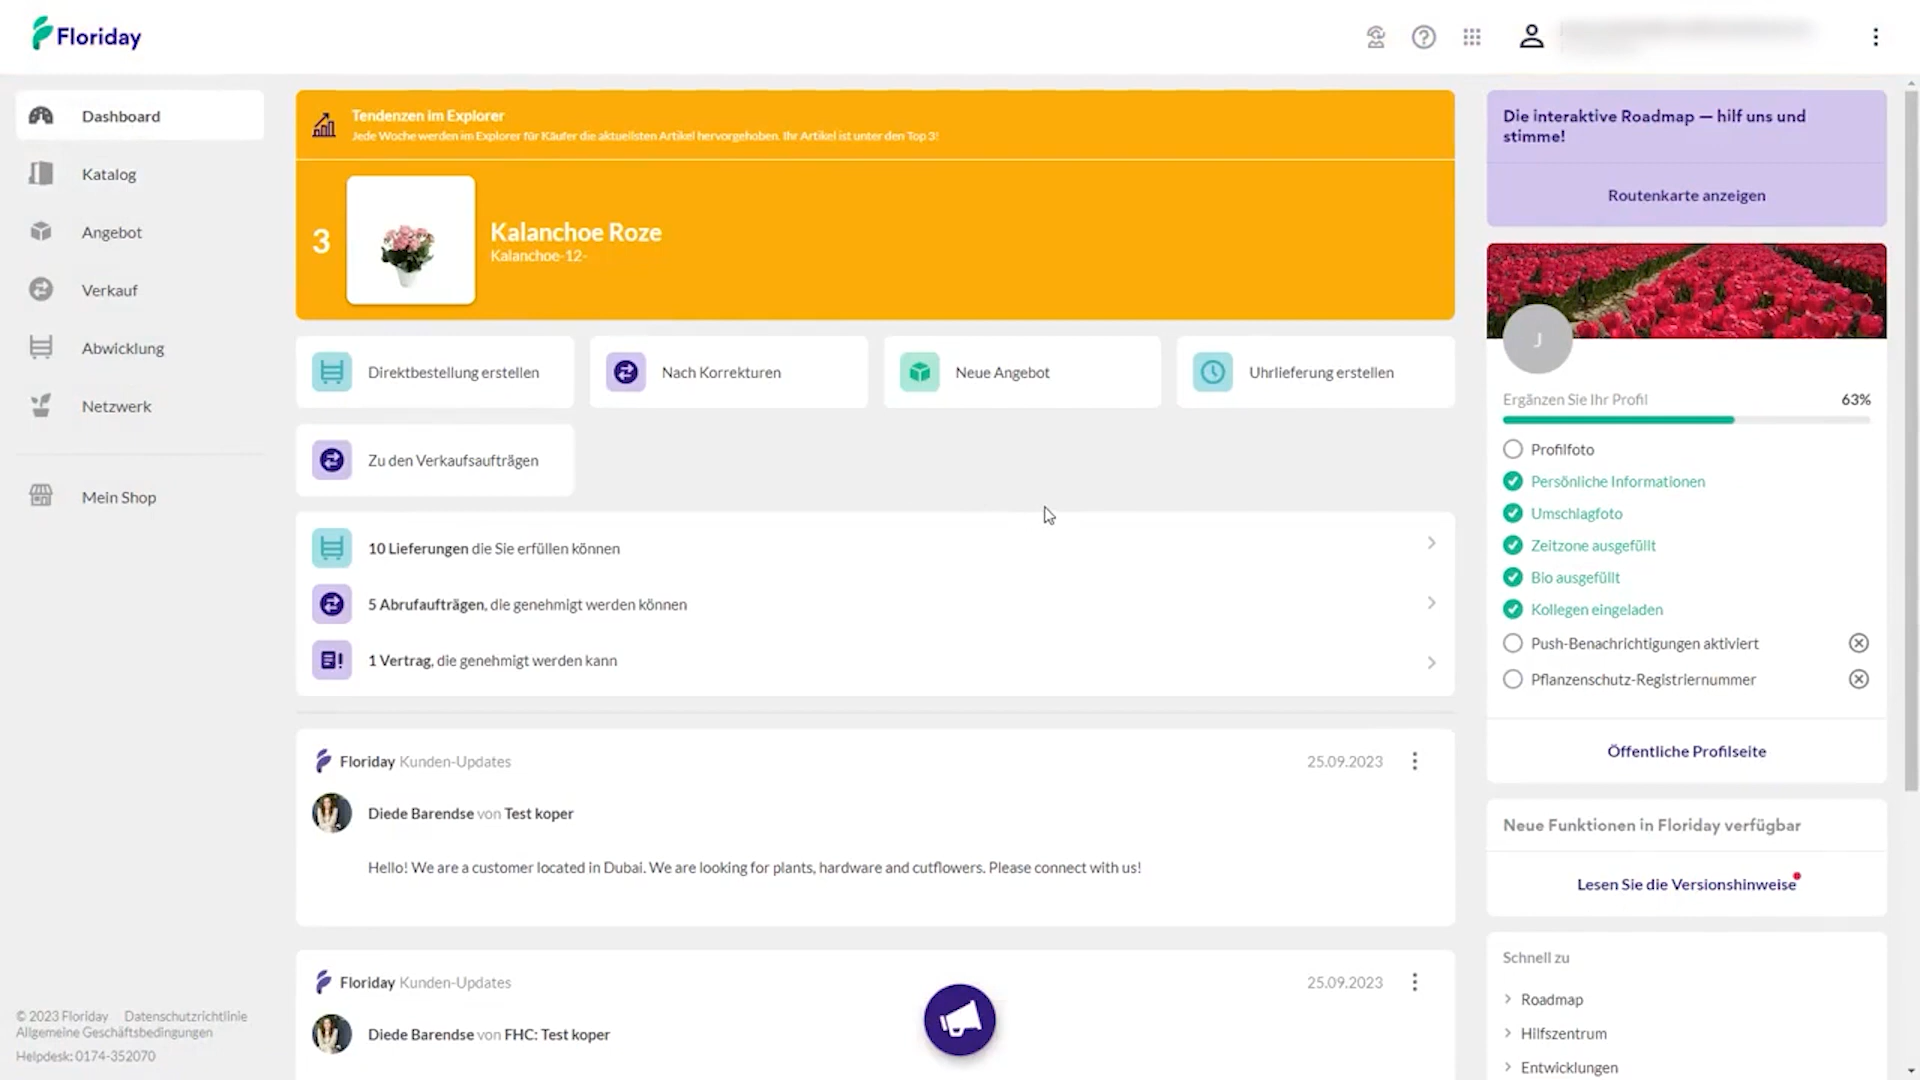 Floriday
Dashboard
Katalog
Angebot
Verkauf
Abwicklung
Netzwerk
Mein Shop
© 2023 Floriday Datenschutzrichtlinie
Allgemeine Geschäftsbedingungen
Helpdesk: 0174-352070
Tendenzen im Explorer
Jede Woche werden im Explorer für Käufer die aktuellsten Artikel hervorgehoben. Ihr Artikel ist unter den Top 3!
3
Kalanchoe Roze
Kalanchoe-12-
Direktbestellung erstellen
Nach Korrekturen
Neue Angebot
Uhrlieferung erstellen
Zu den Verkaufsaufträgen
10 Lieferungen die Sie erfüllen können
5 Abrufaufträgen, die genehmigt werden können
1 Vertrag, die genehmigt werden kann
Floriday Kunden-Updates 25.09.2023
Diede Barendse von Test koper
Hello! We are a customer located in Dubai. We are looking for plants, hardware and cutflowers. Please connect with us!
Floriday Kunden-Updates 25.09.2023
Diede Barendse von FHC: Test koper
Die interaktive Roadmap — hilf uns und
stimme!
Routenkarte anzeigen
J
Ergänzen Sie Ihr Profil 63%
Profilfoto
Persönliche Informationen
Umschlagfoto
Zeitzone ausgefüllt
Bio ausgefüllt
Kollegen eingeladen
Push-Benachrichtigungen aktiviert
Pflanzenschutz-Registriernummer
Öffentliche Profilseite
Neue Funktionen in Floriday verfügbar
Lesen Sie die Versionshinweise
Schnell zu
Roadmap
Hilfszentrum
Entwicklungen